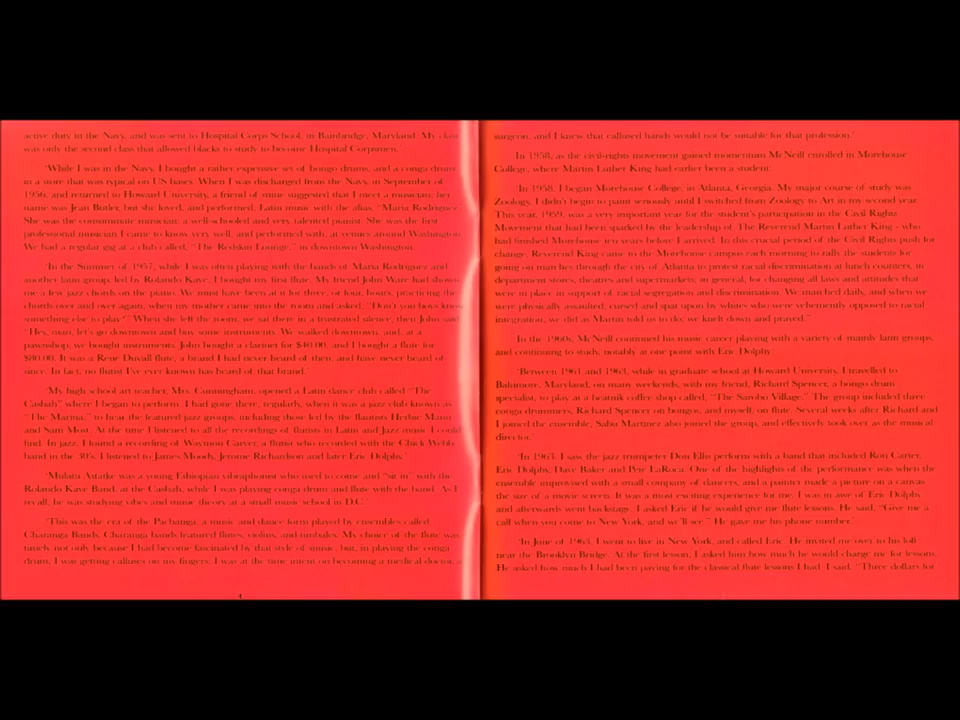 active duty in the Navy, and was sent to Hospital Corps School, in Bainbridge, Maryland. My class
was only the second class that allowed blacks to study to become Hospital Corpsmen.
'While I was in the Navy, I bought a rather expensive set of bongo drums, and a conga drum
in a store that was typical on US bases. When I was discharged from the Navy, in September of
1956, and returned to Howard University, a friend of mine suggested that I meet a musician; her
name was Jean Butler, but she loved, and performed, Latin music with the alias, "Maria Rodriguez.
She was the consummate musician: a well-schooled and very talented pianist. She was the first
professional musician I came to know very well, and performed with, at venues around Washington.
We had a regular gig at a club called, "The Redskin Lounge," in downtown Washington.
'In the Summer of 1957, while I was often playing with the bands of Maria Rodriguez and
another latin group, led by Rolando Kave, I bought my first flute. My friend John Ware had shown
me a few jazz chords on the piano. We must have been at it for three, or four, hours, practicing the
chords over and over again, when my mother came into the room and asked, "Don't you boys know
something else to play?" When she left the room, we sat there in a frustrated silence, then John said
"Hey, man, let's go downtown and buy some instruments. We walked downtown, and, at a
pawnshop, we bought instruments. John bought a clarinet for $40.00, and I bought a flute for
$80.00. It was a Rene Duvall flute, a brand I had never heard of then, and have never heard of
since. In fact, no flutist I've ever known has heard of that brand.'
'My high school art teacher, Mrs. Cunningham, opened a Latin dance club called "The
Casbah" where I began to perform. I had gone there, regularly, when it was a jazz club known as
"The Marina," to hear the featured jazz groups, including those led by the flautists Herbie Mann
and Sam Most. At the time I listened to all the recordings of flutists in Latin and Jazz music I could
find. In jazz, I found a recording of Waymon Carver, a flutist who recorded with the Chick Webb
band in the 30's. I listened to James Moody, Jerome Richardson and later Eric Dolphy.'
'Mulatu Astatke was a young Ethiopian vibraphonist who used to come and "sit in" with the
Rolando Kave Band, at the Casbah, while I was playing conga drum and flute with the band. As I
recall, he was studying vibes and music theory at a small music school in D.C.'
'This was the era of the Pachanga, a music and dance form played by ensembles called
Charanga Bands. Charanga bands featured flutes, violins, and timbales. My choice of the flute was
timely not only because I had become fascinated by that style of music, but, in playing the conga
drum, I was getting calluses on my fingers; I was at the time intent on becoming a medical doctor, a
4
surgeon, and I knew that callused hands would not be suitable for that profession.'
In 1958, as the civil-rights movement gained momentum McNeill enrolled in Morehouse
College, where Martin Luther King had earlier been a student.
'In 1958, I began Morehouse College, in Atlanta, Georgia. My major course of study was
Zoology. I didn't begin to paint seriously until I switched from Zoology to Art in my second year.
This year, 1959, was a very important year for the student's participation in the Civil Rights
Movement that had been sparked by the leadership of The Reverend Martin Luther King - who
had finished Morehouse ten years before I arrived. In this crucial period of the Civil Rights push for
change, Reverend King came to the Morehouse campus each morning to rally the students for
going on marches through the city of Atlanta to protest racial discrimination at lunch counters, in
department stores, theatres and supermarkets; in general, for changing all laws and attitudes that
were in place in support of racial segregation and discrimination. We marched daily, and when we
were physically assaulted, cursed and spat upon by whites who were vehemently opposed to racial
integration, we did as Martin told us to do; we knelt down and prayed."
In the 1960s, McNeill continued his music career playing with a variety of mainly latin groups,
and continuing to study, notably at one point with Eric Dolphy.
'Between 1961 and 1963, while in graduate school at Howard University, I travelled to
Baltimore, Maryland, on many weekends, with my friend, Richard Spencer, a bongo drum
specialist, to play at a beatnik coffee shop called, "The Sarobo Village." The group included three
conga drummers, Richard Spencer on bongos, and myself, on flute. Several weeks after Richard and
I joined the ensemble, Sabu Martinez also joined the group, and effectively took over as the musical
director.'
'In 1963, I saw the jazz trumpeter Don Ellis perform with a band that included Ron Carter,
Eric Dolphy, Dave Baker and Pete LaRoca. One of the highlights of the performance was when the
ensemble improvised with a small company of dancers, and a painter made a picture on a canvas
the size of a movie screen. It was a most exciting experience for me. I was in awe of Eric Dolphy
and afterwards went backstage. I asked Eric if he would give me flute lessons. He said, "Give me a
call when you come to New York, and we'll see." He gave me his phone number.'
'In June of 1963, I went to live in New York, and called Eric. He invited me over to his loft
near the Brooklyn Bridge. At the first lesson, I asked him how much he would charge me for lessons.
He asked how much I had been paying for the classical flute lessons I had. I said, "Three dollars for